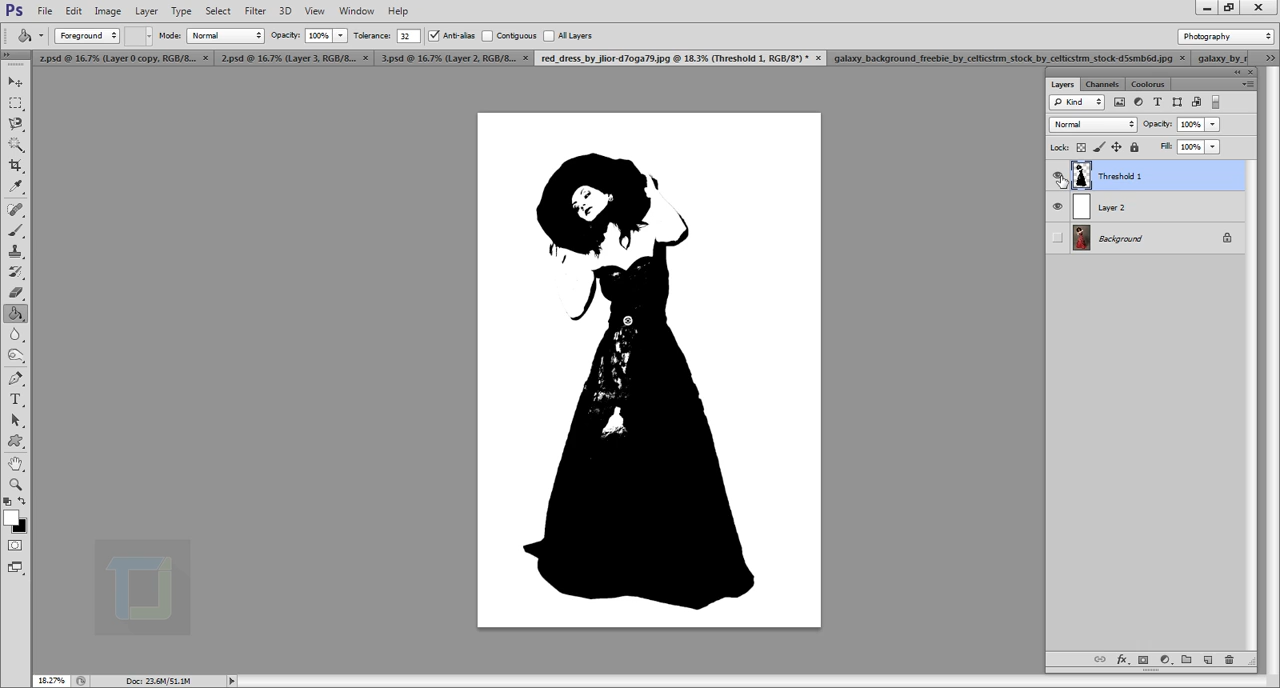 Ps File Edit Image Layer Type Select Filter 3D View Window Help
Foreground Mode: Normal Opacity: 100% Tolerance: 32 Anti-alias Contiguous All Layers Photography
z.psd @ 16.7% (Layer 0 copy, RGB/8... × 2.psd @ 16.7% (Layer 3, RGB/8... × 3.psd @ 16.7% (Layer 2, RGB/8... × red_dress_by_jlior-d7oga79.jpg @ 18.3% (Threshold 1, RGB/8*) * × galaxy_background_freebie_by_celticstrm_stock_by_celticstrm_stock-d5smb6d.jpg × galaxy_by_r
Layers Channels Coolorus
Kind
Normal Opacity: 100%
Lock: Fill: 100%
Threshold 1
Layer 2
Background
T
TJ
18.27% Doc: 23.6M/51.1M
fx